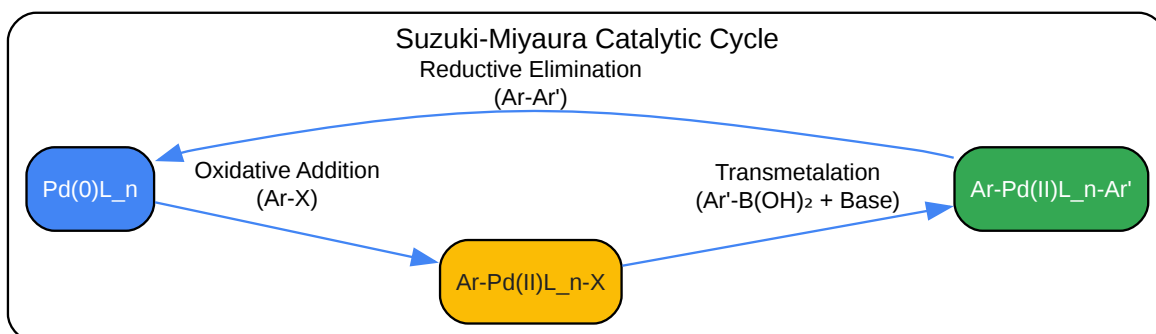 Suzuki-Miyaura Catalytic Cycle
Reductive Elimination
(Ar-Ar')
Oxidative Addition
(Ar-X)
Transmetalation
(Ar'-B(OH)₂ + Base)
Pd(0)L_n
Ar-Pd(II)L_n-Ar'
Ar-Pd(II)L_n-X